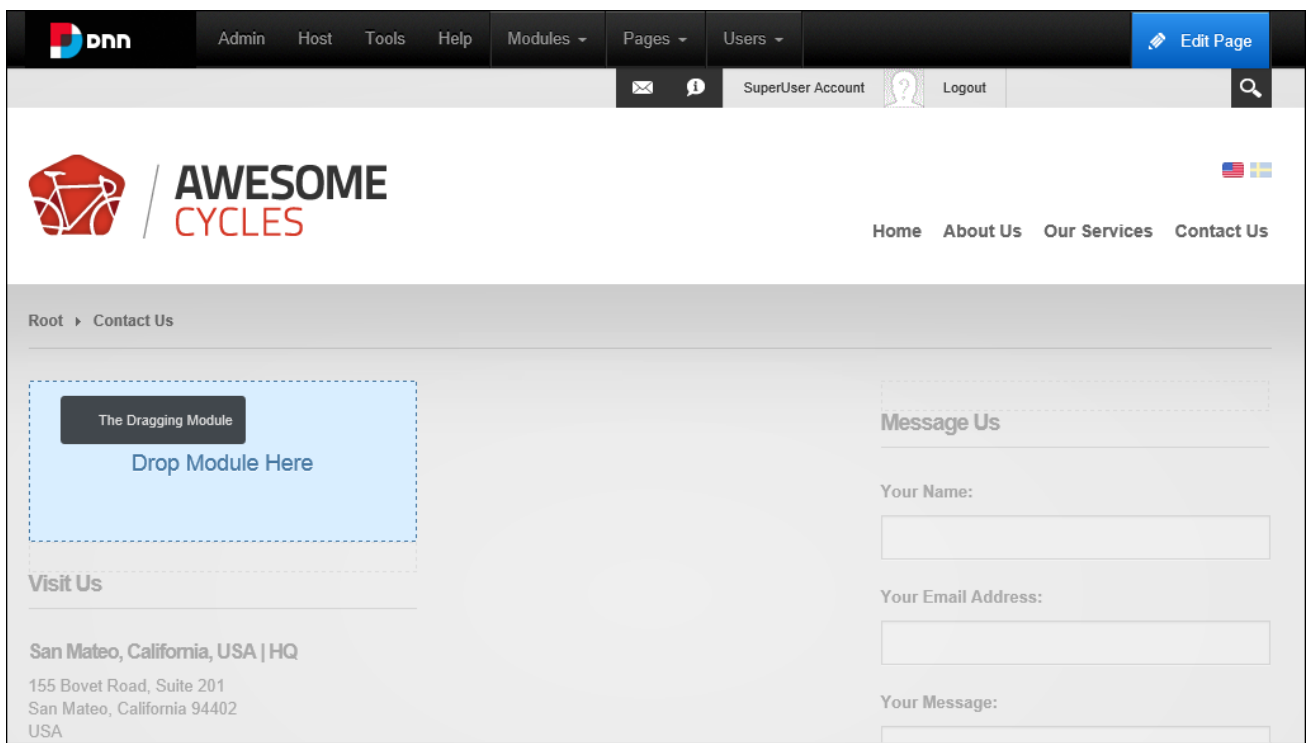 DNN Admin Host Tools Help Modules Pages Users Edit Page
SuperUser Account Logout
AWESOME
CYCLES
Home About Us Our Services Contact Us
Root Contact Us
The Dragging Module
Drop Module Here
Visit Us
San Mateo, California, USA | HQ
155 Bovet Road, Suite 201
San Mateo, California 94402
USA
Message Us
Your Name:
Your Email Address:
Your Message: